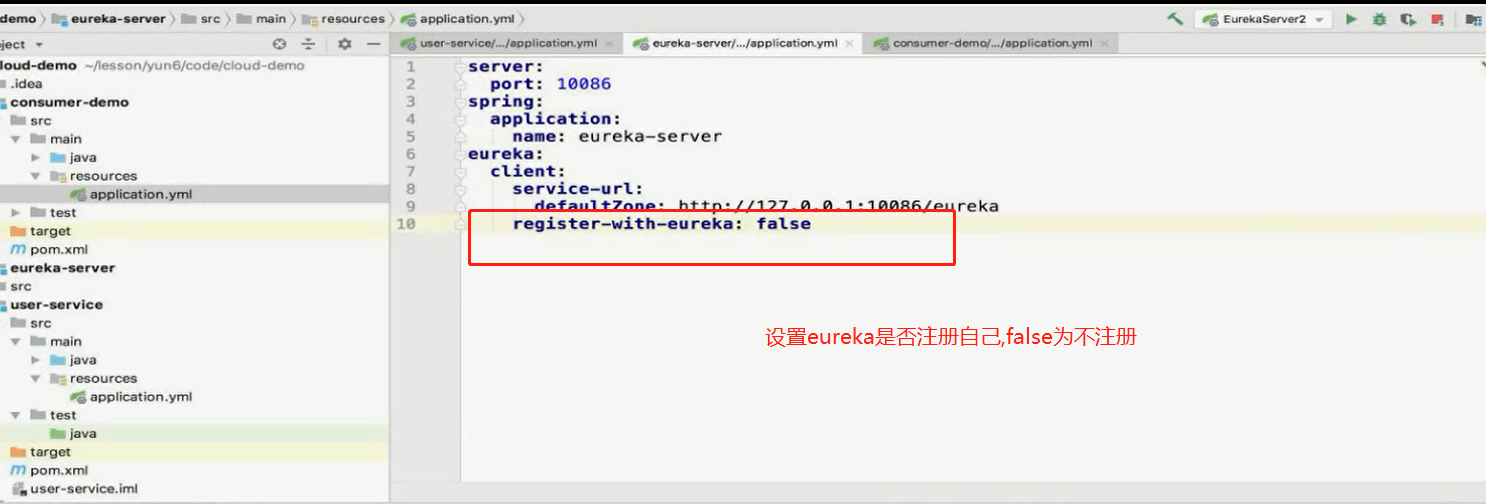 demo eureka-server src main resources application.yml EurekaServer2
ject user-service/.../application.yml eureka-server/.../application.yml consumer-demo/.../application.yml
loud-demo ~/lesson/yun6/code/cloud-demo
.idea
consumer-demo
src
main
java
resources
application.yml
test
target
pom.xml
eureka-server
src
user-service
src
main
java
resources
application.yml
test
java
target
pom.xml
user-service.iml
1 server:
2 port: 10086
3 spring:
4 application:
5 name: eureka-server
6 eureka:
7 client:
8 service-url:
9 defaultZone: http://127.0.0.1:10086/eureka
10 register-with-eureka: false
设置eureka是否注册自己,false为不注册